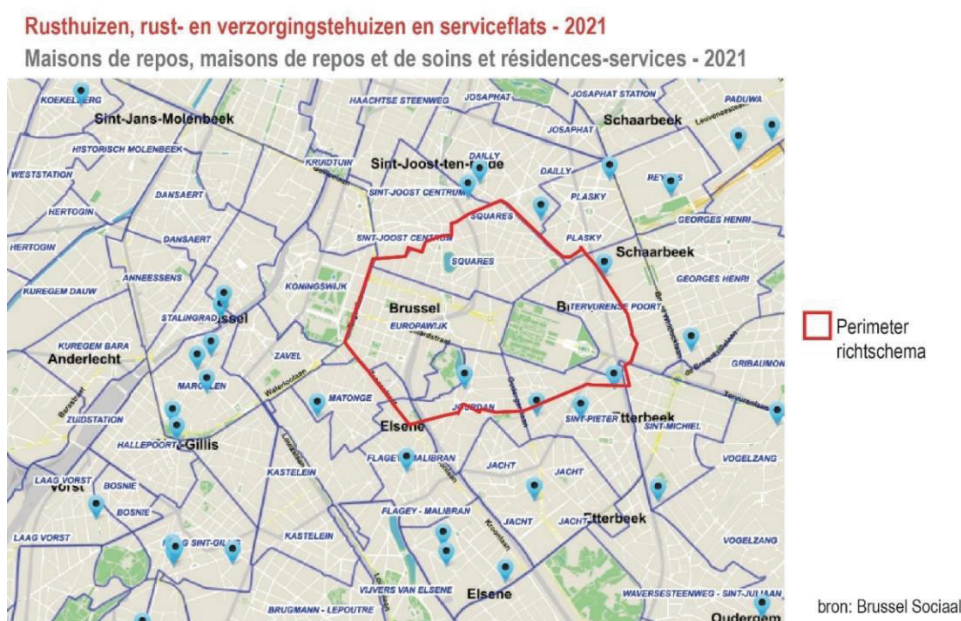 Rusthuizen, rust- en verzorgingstehuizen en serviceflats - 2021
Maisons de repos, maisons de repos et de soins et résidences-services - 2021
KOEKELBERG
Sint-Jans-Molenbeek
HAACHTSE STEENWEG
JOSAPHAT
JOSAPHAT STATION
Schaarbeek
PADUWA
JOSAPHAT
HISTORISCH MOLENBEEK
WESTSTATION
KRUIDTUIN
DAILLY
DAILLY
REYERS
DANSAERT
SINT-JOOST CENTRUM
PLASKY
HERTOGIN
SQUARES
GEORGES HENRI
HERTOGIN
DANSAERT
SINT-JOOST CENTRUM
PLASKY
Schaarbeek
ANNEESSENS
SQUARES
GEORGES HENRI
KUREGEM DAUW
KONINGSWIJK
Brussel
TERVURENSE POORT
STALINGRAD
EUROPAWIJK
KUREGEM BARA
Anderlecht
ZAVEL
GRIBAUMONT
MAROLLEN
Waterloolaan
MATONGE
JOURDAN
Tervurenlaan
ZUIDSTATION
Elsene
SINT-PIETER
Etterbeek
SINT-MICHIEL
HALLEPOORT
-Gillis
KASTELEIN
FLAGEY - MALIBRAN
JACHT
VOGELZANG
LAAG VORST
BOSNIE
Vorst
BOSNIE
FLAGEY - MALIBRAN
JACHT
JACHT
Etterbeek
Kroonlaan
LAAG VORST
KASTELEIN
VOGELZANG
VIJVERS VAN ELSENE
Elsene
WAVERSESTEENWEG - SINT-JULIAAN
BRUGMANN - LEPOUTRE
Oudergem
Perimeter
richtschema
bron: Brussel Sociaal